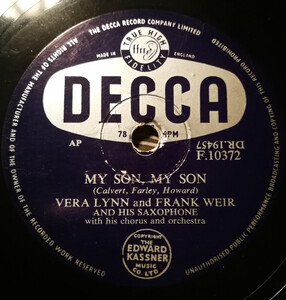 THE DECCA RECORD COMPANY LIMITED.
ALL RIGHTS OF THE MANUFACTURER AND OF THE OWNER OF THE RECORDED WORK RESERVED
UNAUTHORISED PUBLIC PERFORMANCE BROADCASTING AND COPYING OF THIS RECORD PROHIBITED
TRUE HIGH
ffrr
FIDELITY
MADE IN
ENGLAND
DECCA
78 RPM
AP
DR.19457
F.10372
MY SON, MY SON
(Calvert, Farley, Howard)
VERA LYNN and FRANK WEIR
AND HIS SAXOPHONE
with his chorus and orchestra
COPYRIGHT
THE
EDWARD
KASSNER
MUSIC
CO LTD